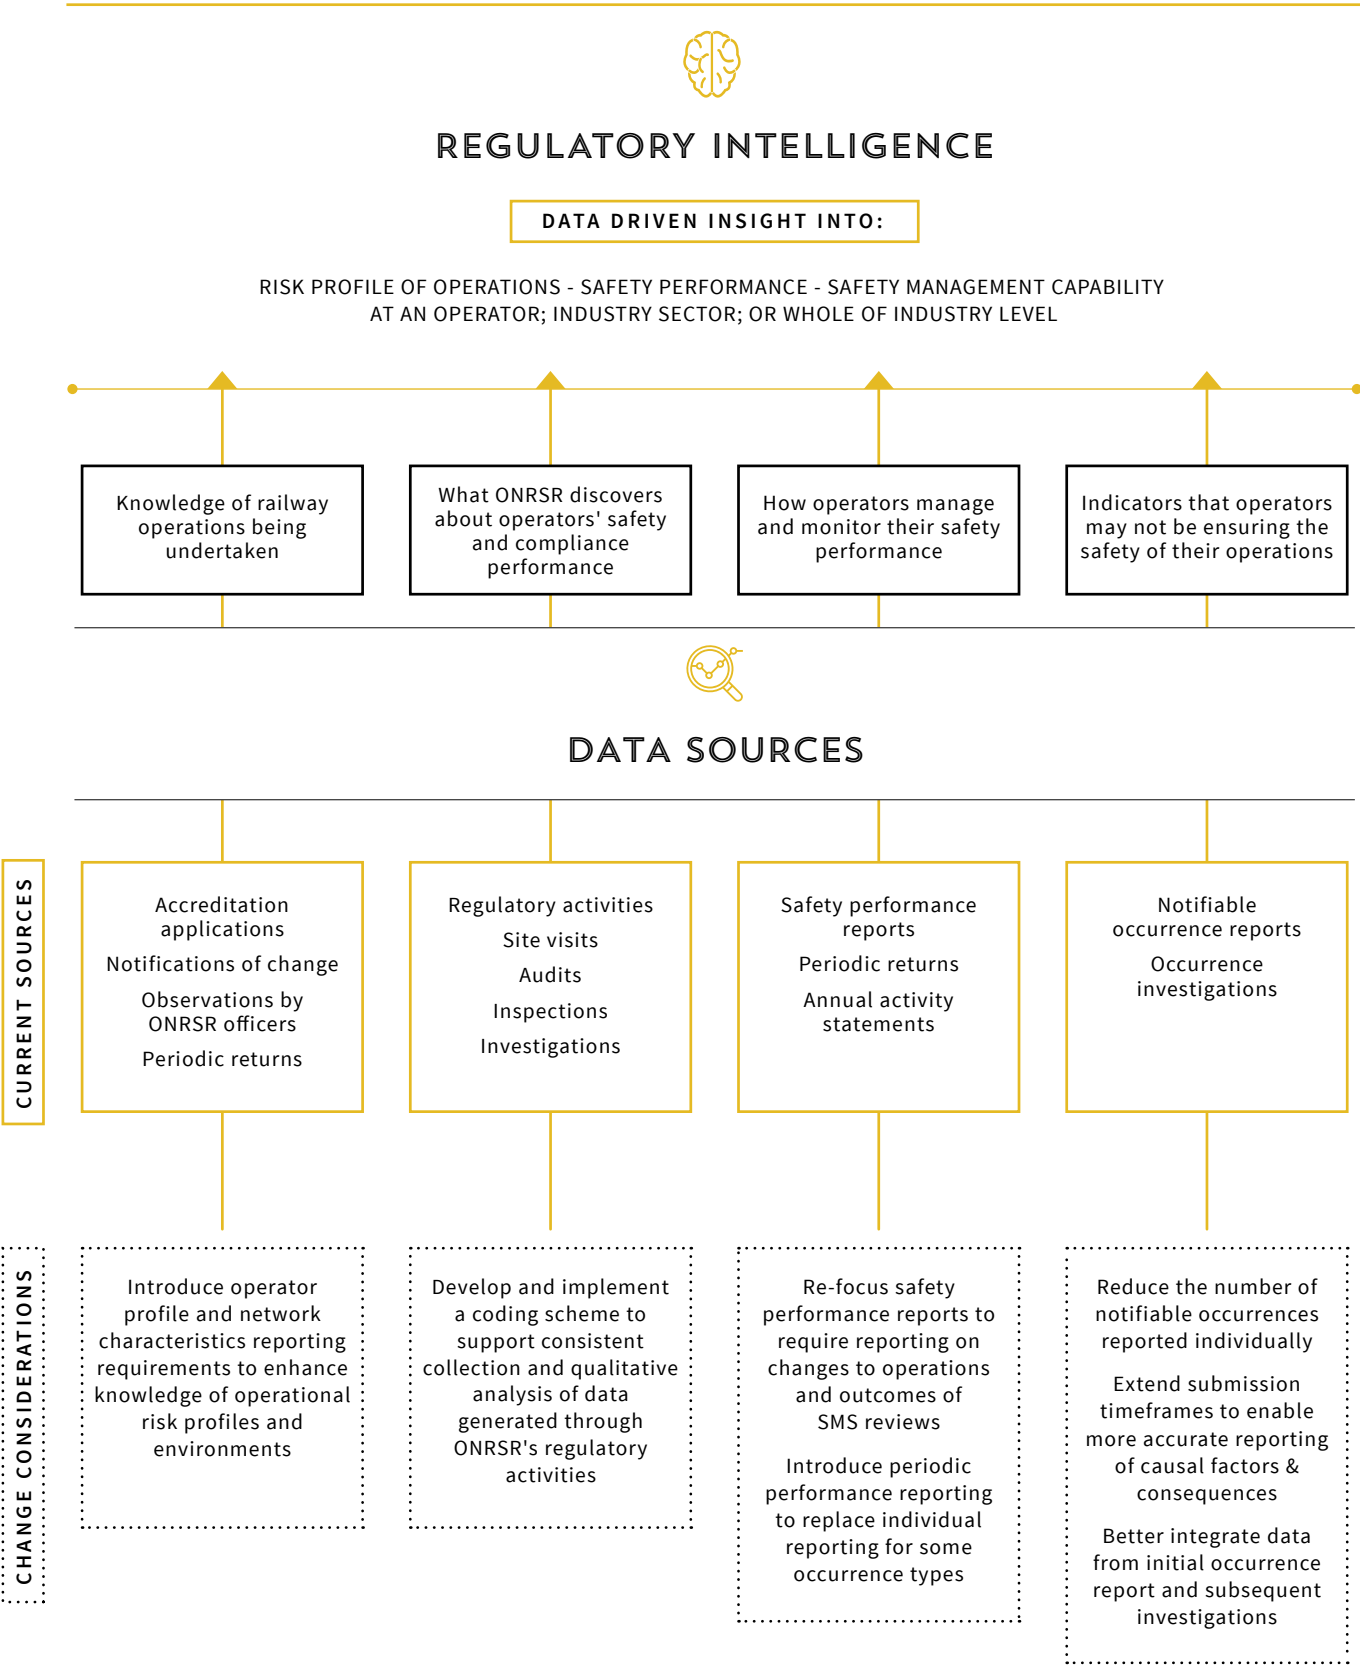 REGULATORY INTELLIGENCE
DATA DRIVEN INSIGHT INTO:
RISK PROFILE OF OPERATIONS - SAFETY PERFORMANCE - SAFETY MANAGEMENT CAPABILITY
AT AN OPERATOR; INDUSTRY SECTOR; OR WHOLE OF INDUSTRY LEVEL
Knowledge of railway
operations being
undertaken
What ONRSR discovers
about operators' safety
and compliance
performance
How operators manage
and monitor their safety
performance
Indicators that operators
may not be ensuring the
safety of their operations
DATA SOURCES
CURRENT SOURCES
Accreditation
applications
Notifications of change
Observations by
ONRSR officers
Periodic returns
Regulatory activities
Site visits
Audits
Inspections
Investigations
Safety performance
reports
Periodic returns
Annual activity
statements
Notifiable
occurrence reports
Occurrence
investigations
CHANGE CONSIDERATIONS
Introduce operator
profile and network
characteristics reporting
requirements to enhance
knowledge of operational
risk profiles and
environments
Develop and implement
a coding scheme to
support consistent
collection and qualitative
analysis of data
generated through
ONRSR's regulatory
activities
Re-focus safety
performance reports to
require reporting on
changes to operations
and outcomes of
SMS reviews
Introduce periodic
performance reporting
to replace individual
reporting for some
occurrence types
Reduce the number of
notifiable occurrences
reported individually
Extend submission
timeframes to enable
more accurate reporting
of causal factors &
consequences
Better integrate data
from initial occurrence
report and subsequent
investigations